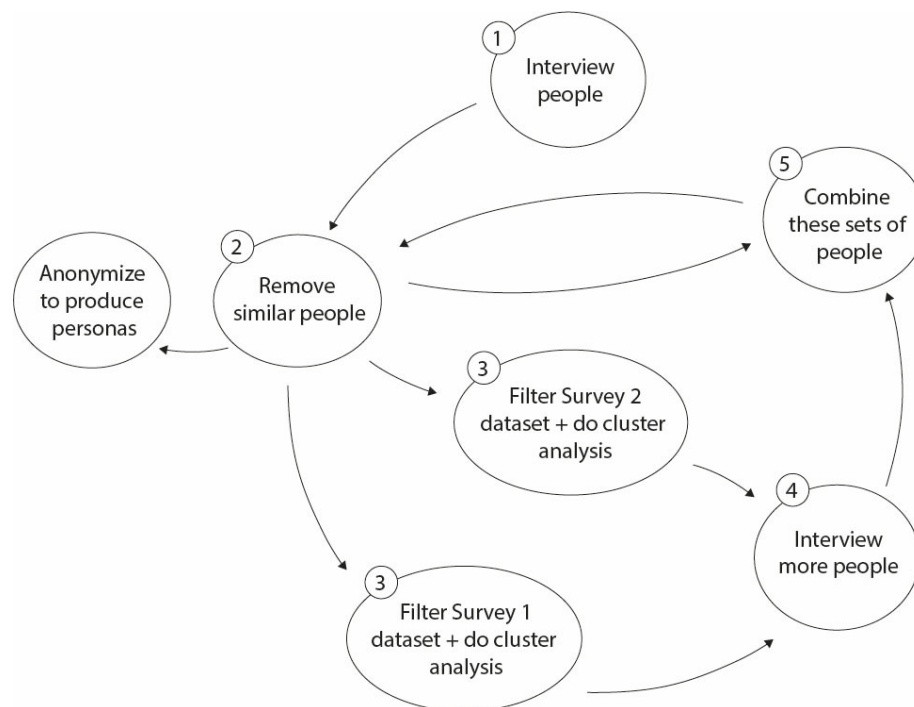 1
Interview
people
5
Combine
these sets of
people
2
Remove
similar people
Anonymize
to produce
personas
3
Filter Survey 2
dataset + do cluster
analysis
4
Interview
more people
3
Filter Survey 1
dataset + do cluster
analysis